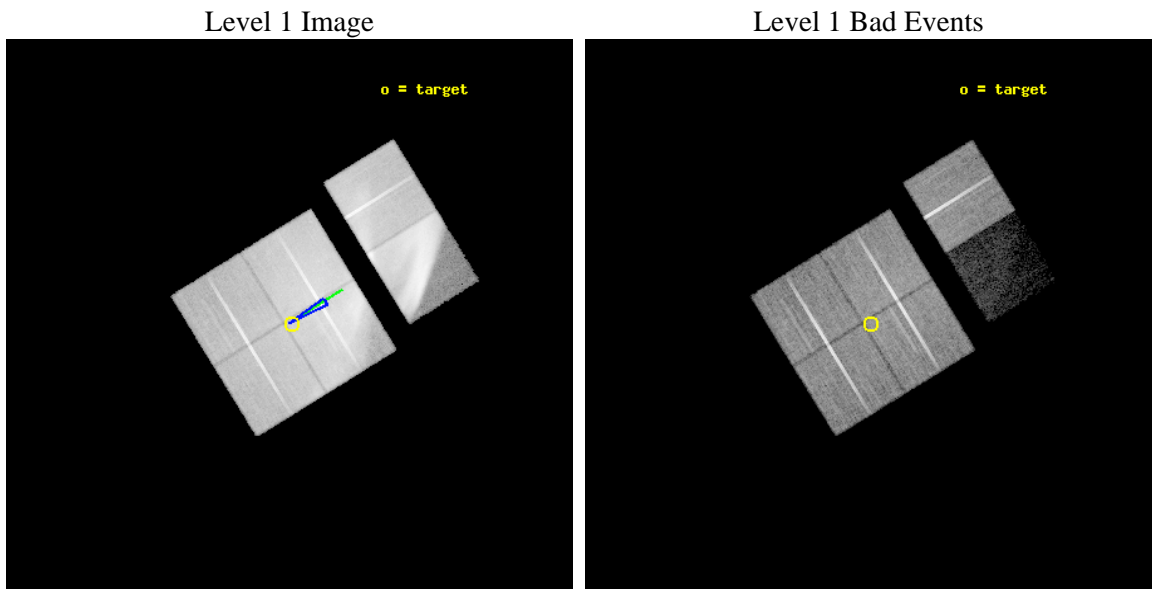 Level 1 Image
Level 1 Bad Events
o = target
o = target